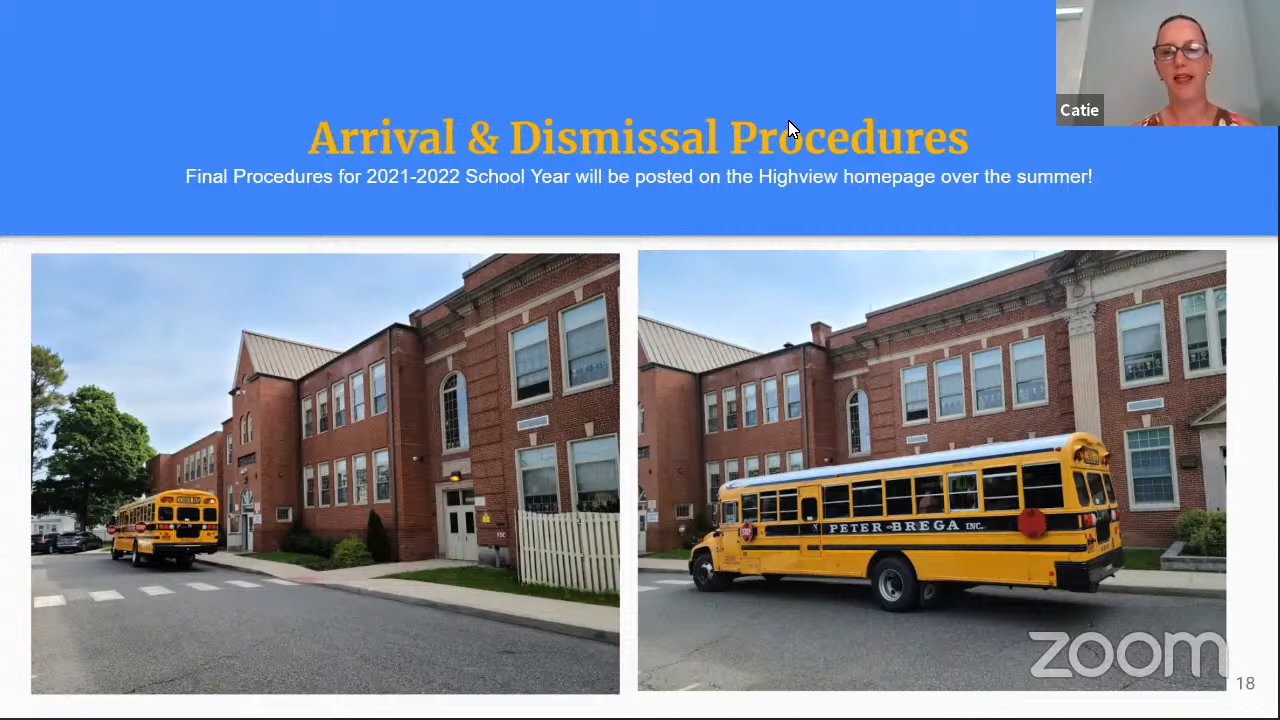 Catie
Arrival & Dismissal Procedures
Final Procedures for 2021-2022 School Year will be posted on the Highview homepage over the summer!
STOP
PETER BREGA INC.
zoom
18